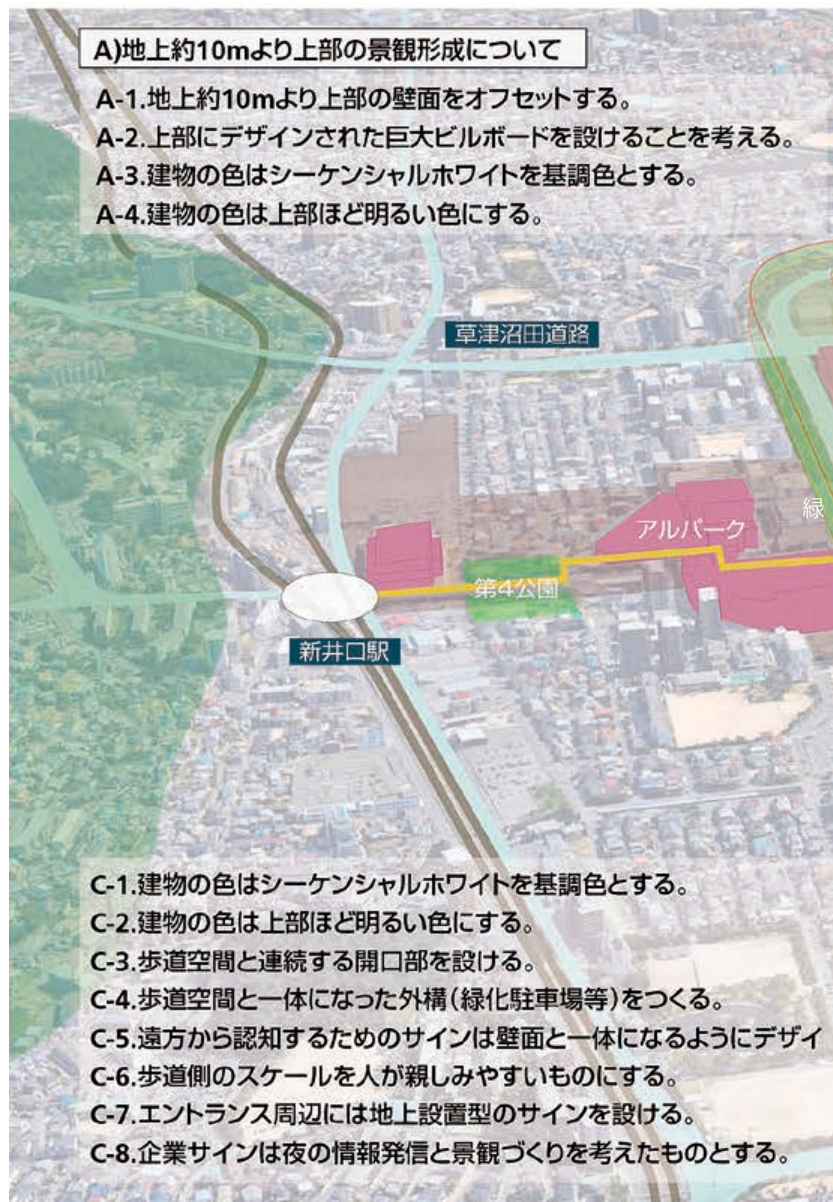 A)地上約10mより上部の景観形成について
A-1.地上約10mより上部の壁面をオフセットする。
A-2.上部にデザインされた巨大ビルボードを設けることを考える。
A-3.建物の色はシーケンシャルホワイトを基調色とする。
A-4.建物の色は上部ほど明るい色にする。
草津沼田道路
緑
アルパーク
第4公園
新井口駅
C-1.建物の色はシーケンシャルホワイトを基調色とする。
C-2.建物の色は上部ほど明るい色にする。
C-3.歩道空間と連続する開口部を設ける。
C-4.歩道空間と一体になった外構(緑化駐車場等)をつくる。
C-5.遠方から認知するためのサインは壁面と一体になるようにデザイ
C-6.歩道側のスケールを人が親しみやすいものにする。
C-7.エントランス周辺には地上設置型のサインを設ける。
C-8.企業サインは夜の情報発信と景観づくりを考えたものとする。